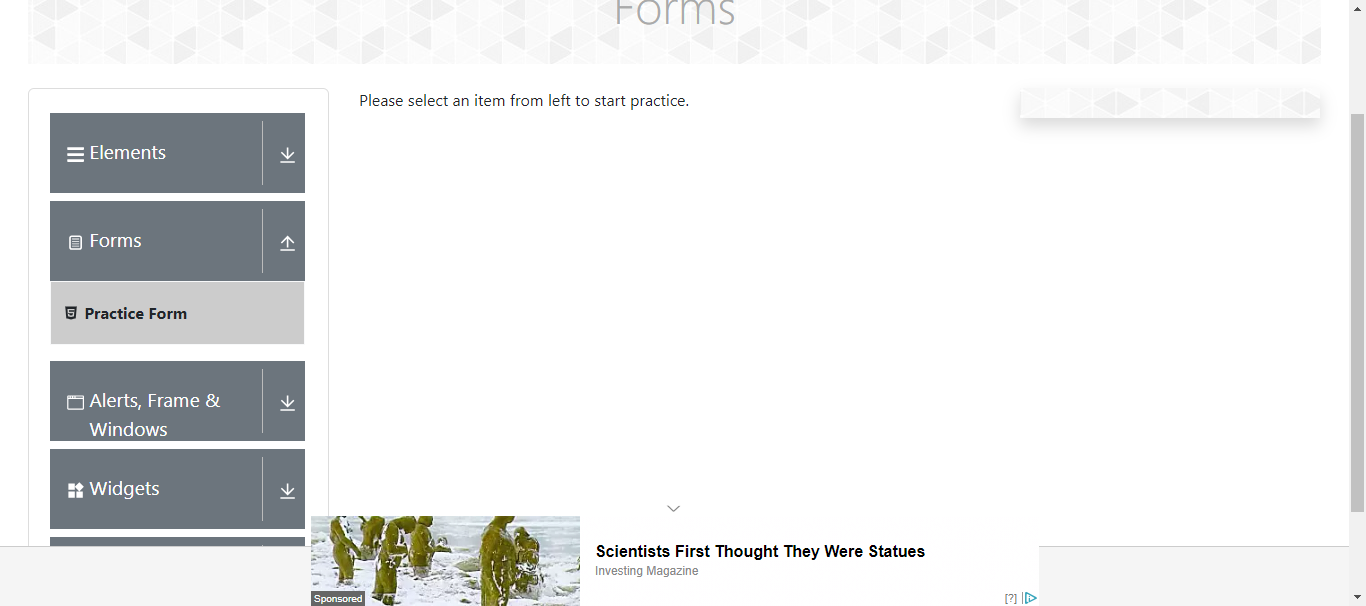 Forms
Please select an item from left to start practice.
Elements
Forms
Practice Form
Alerts, Frame &
Windows
Widgets
Scientists First Thought They Were Statues
Investing Magazine
Sponsored
[?]